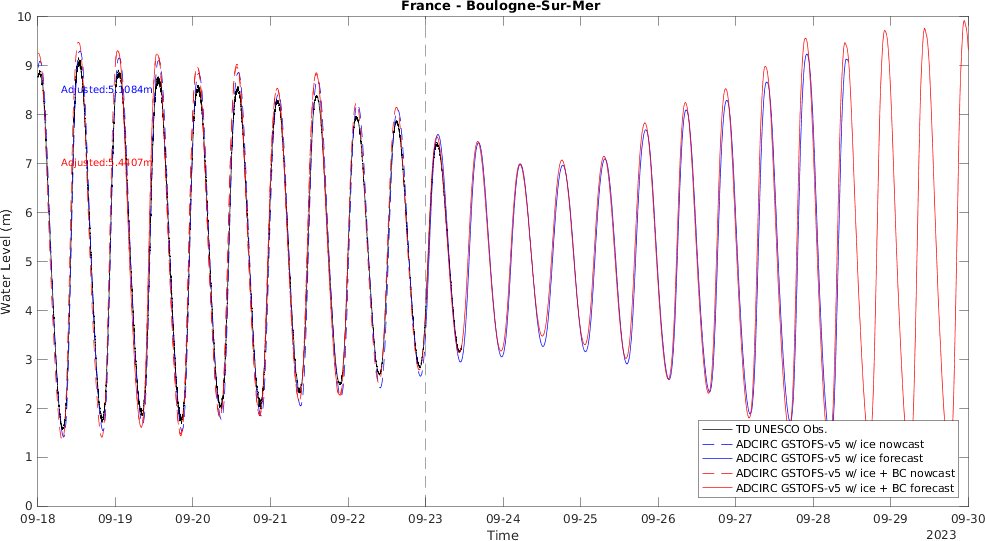 France - Boulogne-Sur-Mer
10
9
8
7
6
5
4
3
2
1
0
Water Level (m)
Adjusted:5.1084m
Adjusted:5.4407m
TD UNESCO Obs.
ADCIRC GSTOFS-v5 w/ ice nowcast
ADCIRC GSTOFS-v5 w/ ice forecast
ADCIRC GSTOFS-v5 w/ ice + BC nowcast
ADCIRC GSTOFS-v5 w/ ice + BC forecast
09-18 09-19 09-20 09-21 09-22 09-23 09-24 09-25 09-26 09-27 09-28 09-29 09-30
Time
2023